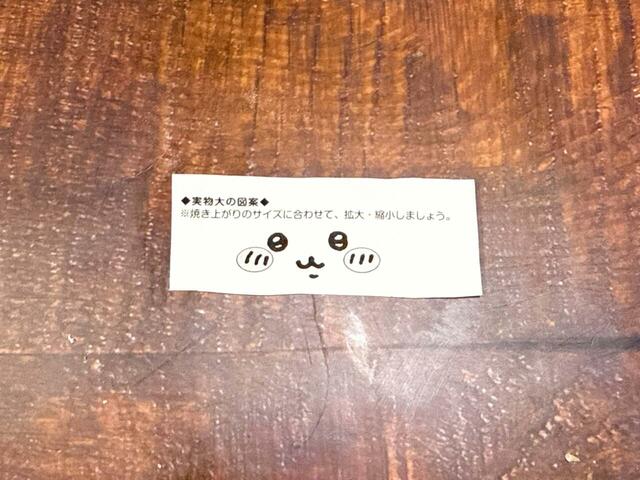 ◆実物大の図案◆
※焼き上がりのサイズに合わせて、拡大・縮小しましょう。